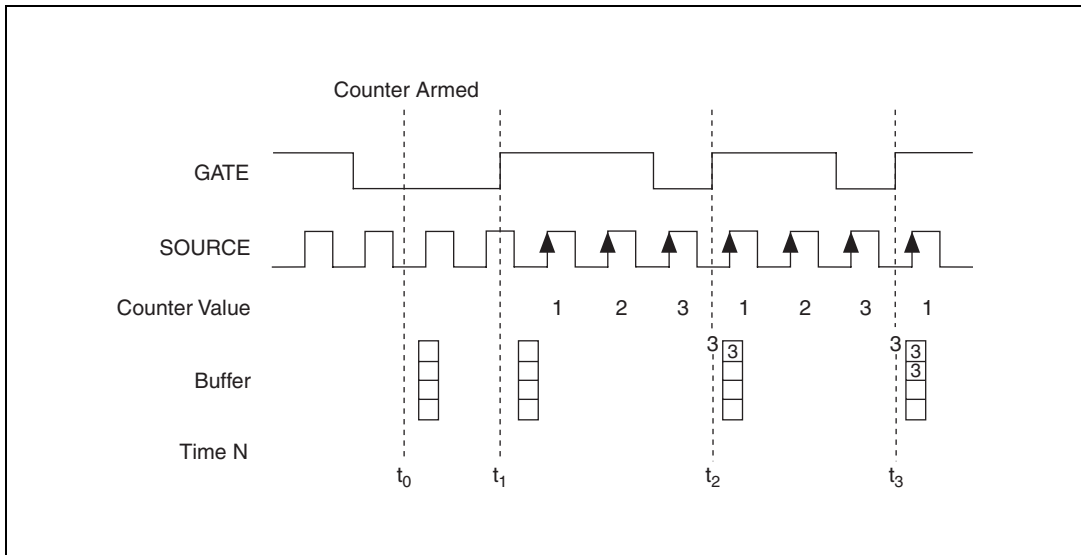 Counter Armed
GATE
SOURCE
Counter Value 1 2 3 1 2 3 1
3 3 3 3
3
Buffer
Time N
t0 t1 t2 t3